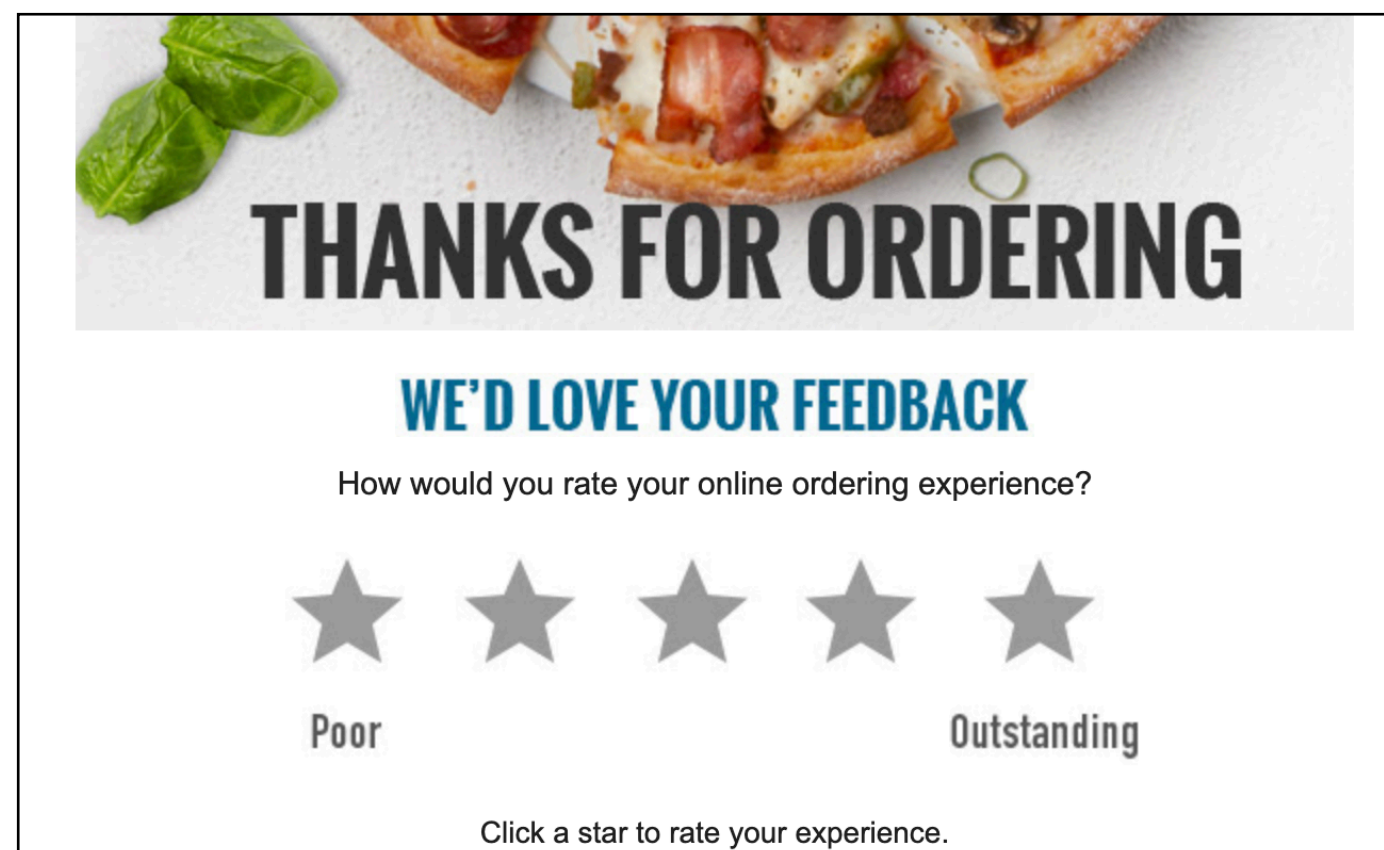 THANKS FOR ORDERING
WE’D LOVE YOUR FEEDBACK
How would you rate your online ordering experience?
Poor
Outstanding
Click a star to rate your experience.